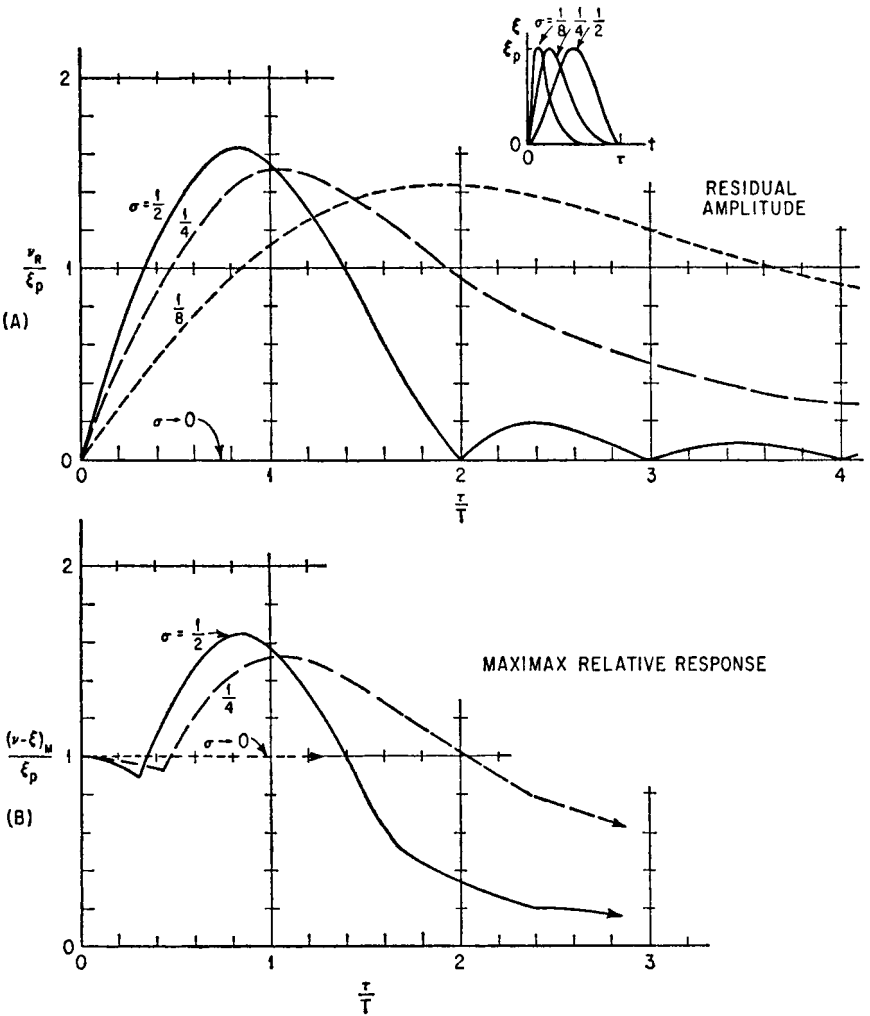 ξ σ=1/8 1/4 1/2
ξp
0
0 τ t
RESIDUAL
AMPLITUDE
2
1
0
νR/ξp
(A)
σ=1/2
1/4
1/8
σ→0
0 1 2 3 4
τ/T
MAXIMAX RELATIVE RESPONSE
2
1
0
(ν-ξ)M/ξp
(B)
σ=1/2
1/4
σ→0
0 1 2 3
τ/T